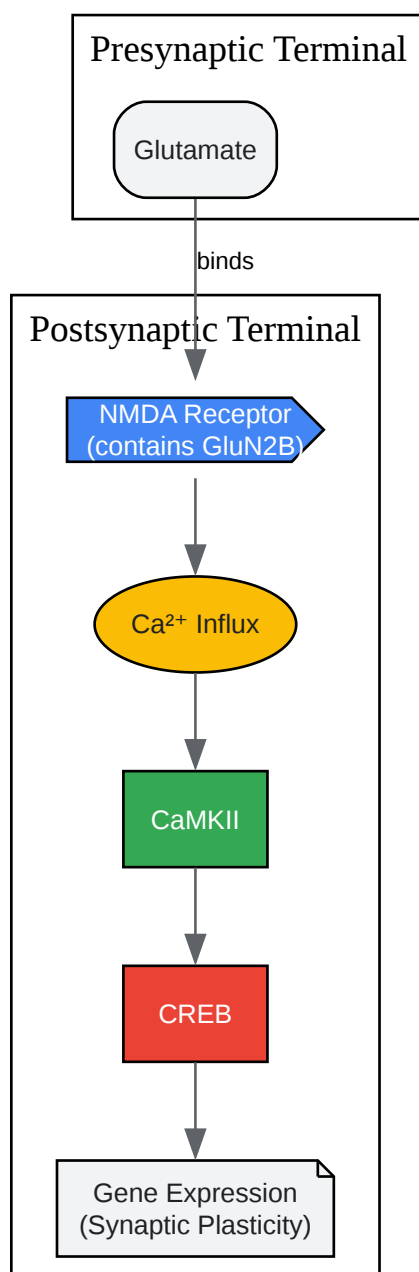 Presynaptic Terminal
Glutamate
binds
Postsynaptic Terminal
NMDA Receptor
(contains GluN2B)
Ca²⁺ Influx
CaMKII
CREB
Gene Expression
(Synaptic Plasticity)